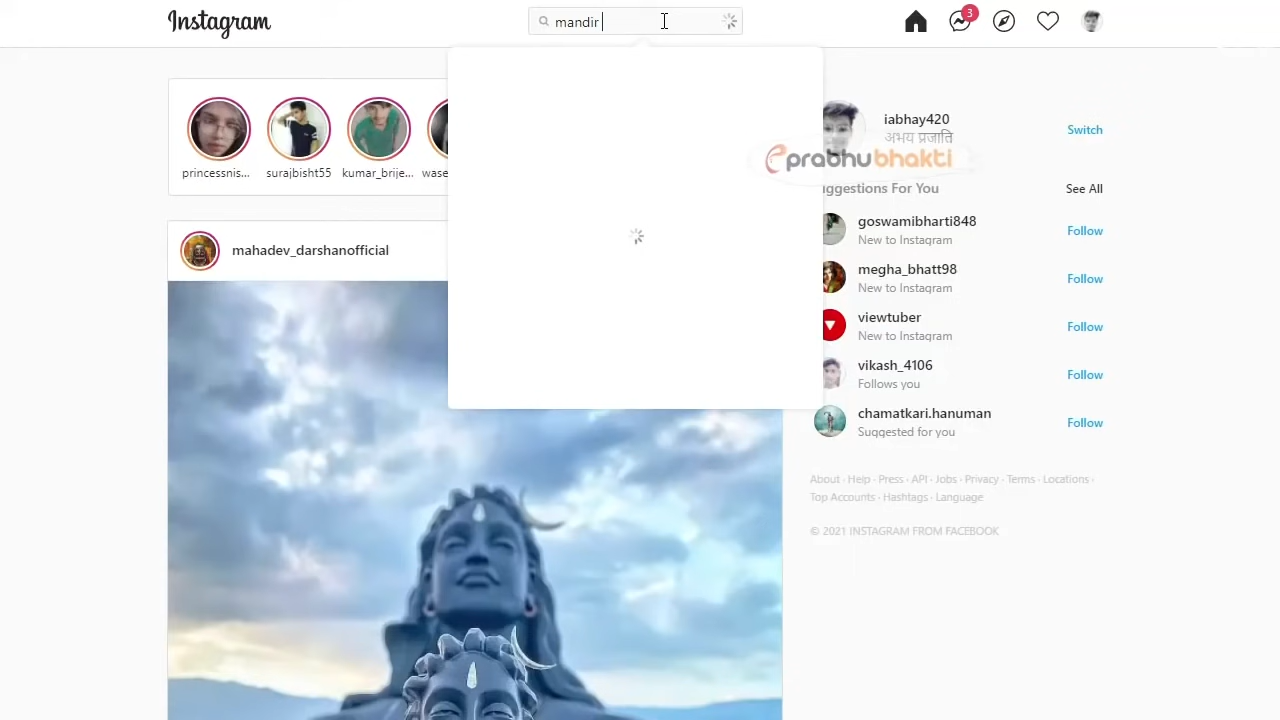 Instagram
mandir
3
princessnis...
surajbisht55
kumar_brije...
wase
iabhay420
अभय प्रजाति
Switch
prabhubhakti
ggestions For You
See All
mahadev_darshanofficial
goswamibharti848
New to Instagram
Follow
megha_bhatt98
New to Instagram
Follow
viewtuber
New to Instagram
Follow
vikash_4106
Follows you
Follow
chamatkari.hanuman
Suggested for you
Follow
About · Help · Press · API · Jobs · Privacy · Terms · Locations ·
Top Accounts · Hashtags · Language
© 2021 INSTAGRAM FROM FACEBOOK